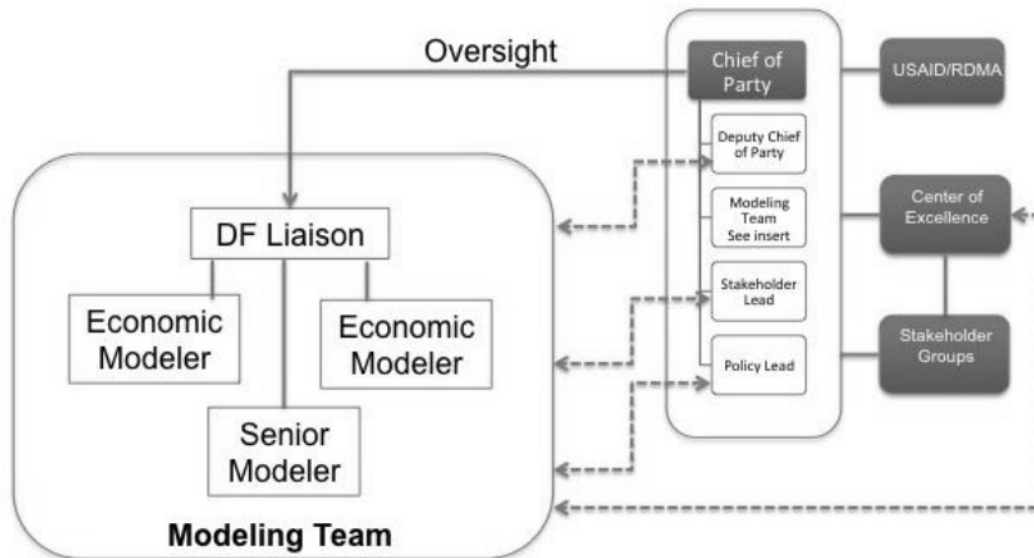 Oversight
Chief of
Party
USAID/RDMA
Deputy Chief
of Party
Modeling
Team
See insert
Center of
Excellence
Stakeholder
Lead
Stakeholder
Groups
Policy Lead
DF Liaison
Economic
Modeler
Economic
Modeler
Senior
Modeler
Modeling Team